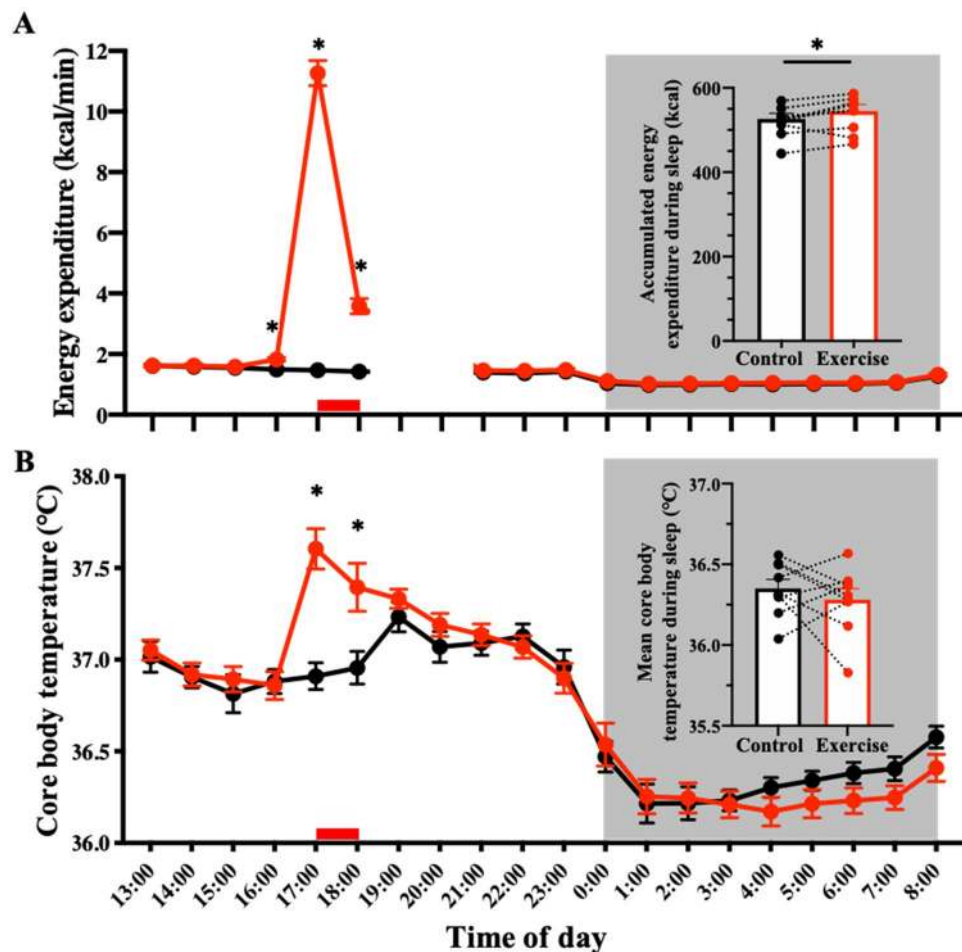 A
Energy expenditure (kcal/min)
12
10
8
6
4
2
0
*
*
*
*
Accumulated energy
expenditure during sleep (kcal)
600
400
200
0
Control Exercise
B
Core body temperature (°C)
38.0
37.5
37.0
36.5
36.0
*
*
Mean core body
temperature during sleep (°C)
37.0
36.5
36.0
35.5
Control Exercise
13:00 14:00 15:00 16:00 17:00 18:00 19:00 20:00 21:00 22:00 23:00 0:00 1:00 2:00 3:00 4:00 5:00 6:00 7:00 8:00
Time of day